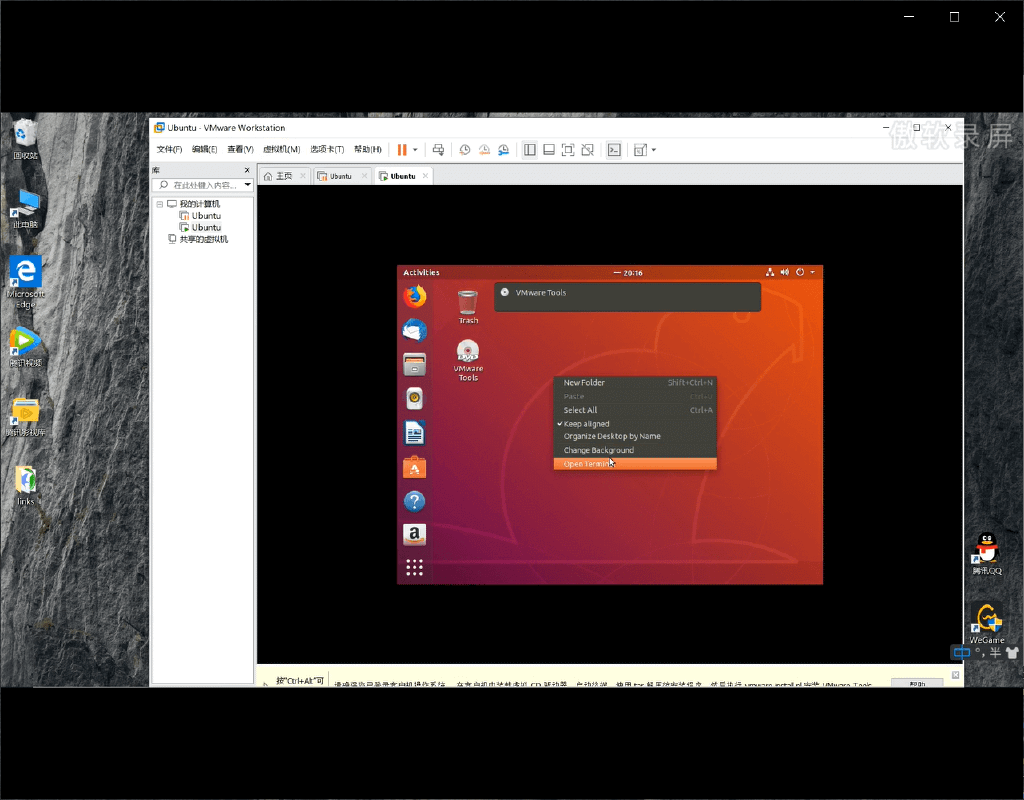 傲软录屏
Ubuntu - VMware Workstation
文件(F) 编辑(E) 查看(V) 虚拟机(M) 选项卡(T) 帮助(H)
库
在此处键入内容...
主页
Ubuntu
Ubuntu
我的计算机
Ubuntu
Ubuntu
共享的虚拟机
回收站
此电脑
Microsoft
Edge
腾讯视频
腾讯影视库
links
Activities
20:16
VMware Tools
Trash
VMware
Tools
New Folder Shift+Ctrl+N
Paste
Select All Ctrl+A
Keep aligned
Organize Desktop by Name
Change Background
Open Terminal
腾讯QQ
WeGame
中 °, 半
按"Ctrl+Alt"可